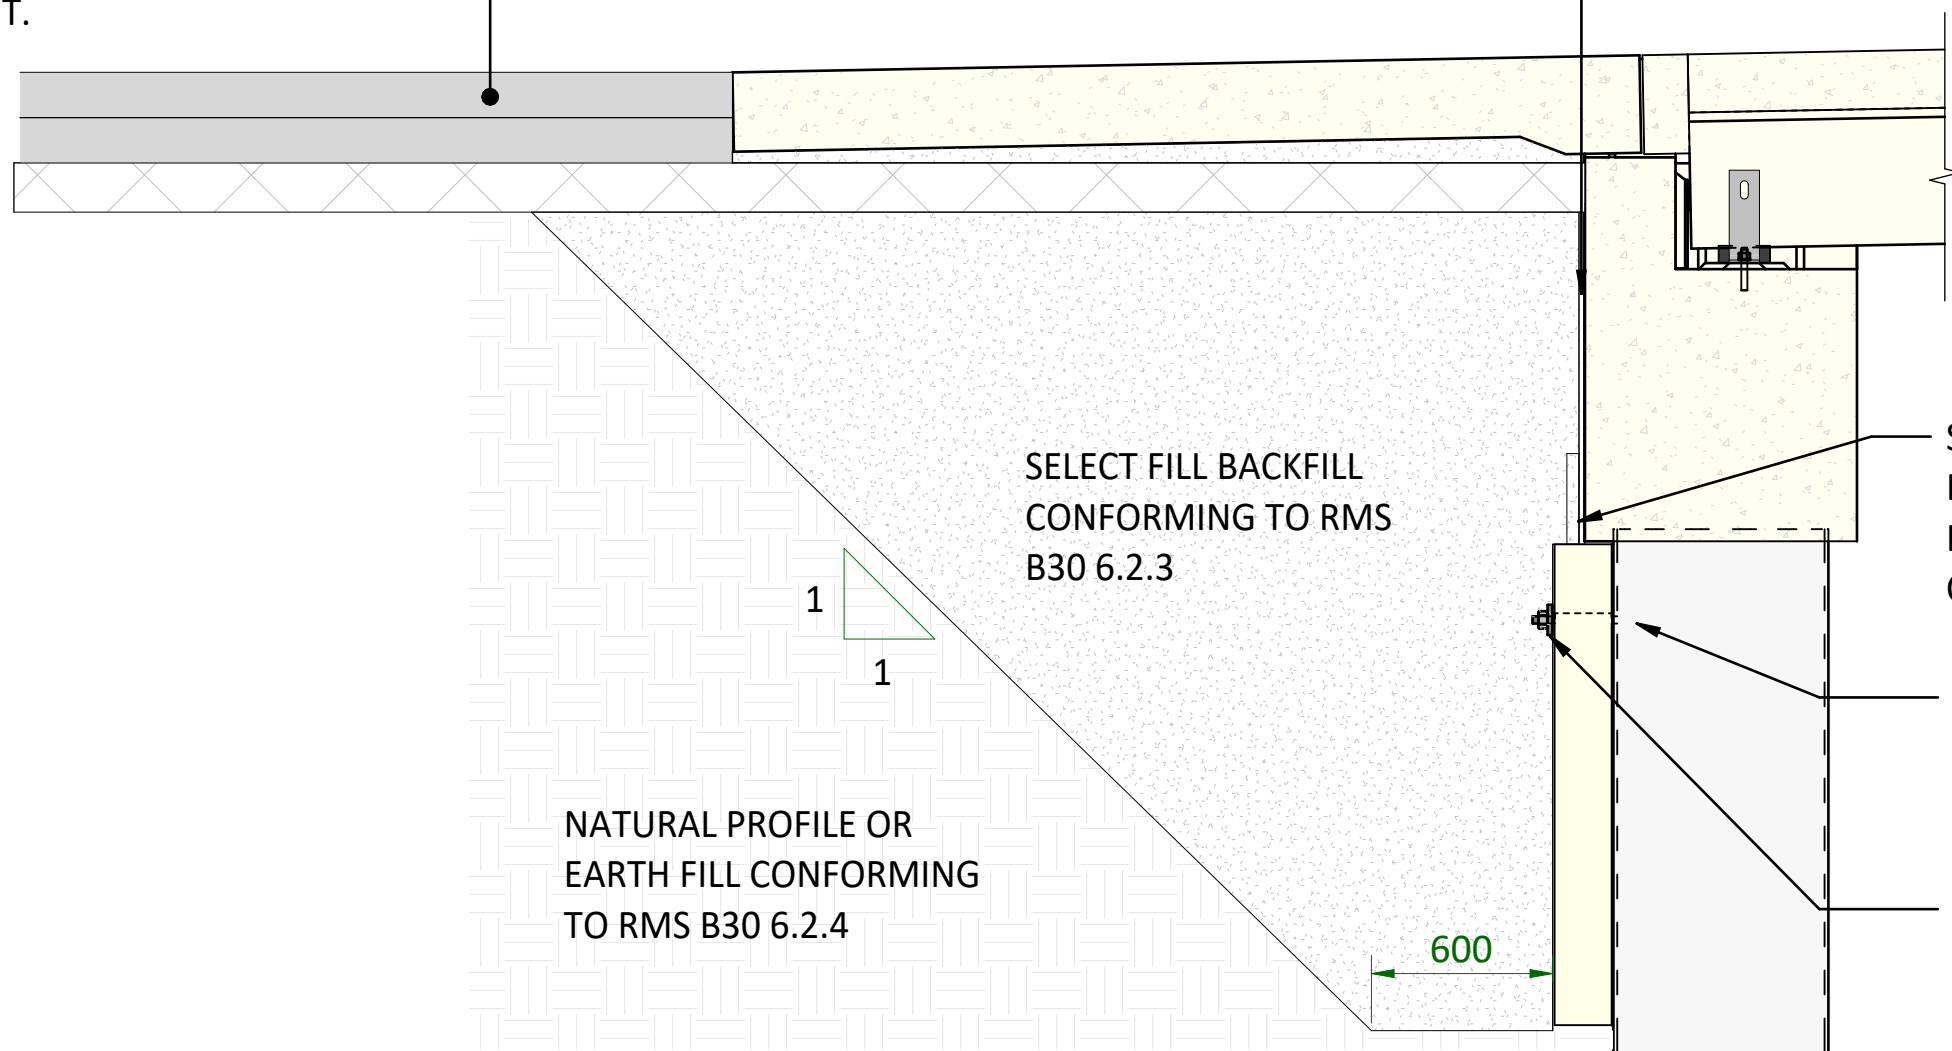 T.
SELECT FILL BACKFILL
CONFORMING TO RMS
B30 6.2.3
1
1
NATURAL PROFILE OR
EARTH FILL CONFORMING
TO RMS B30 6.2.4
600